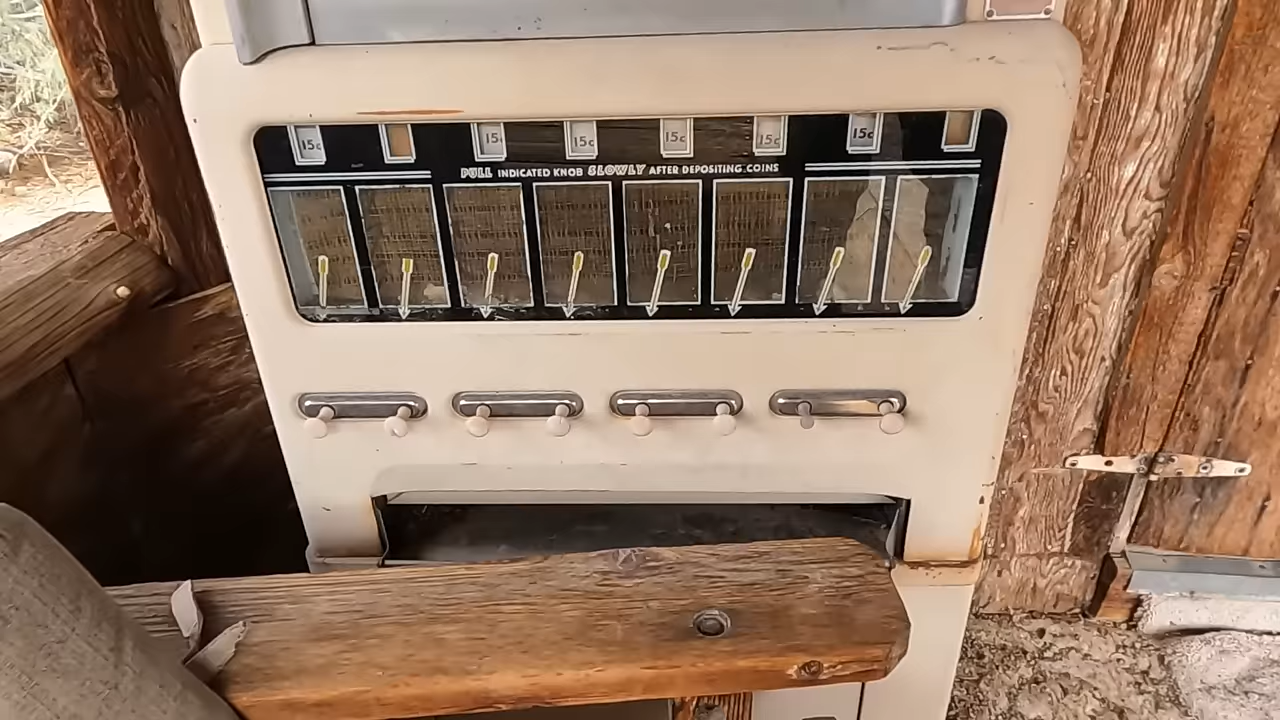 15c 15c 15c 15c 15c 15c
PULL INDICATED KNOB SLOWLY AFTER DEPOSITING COINS